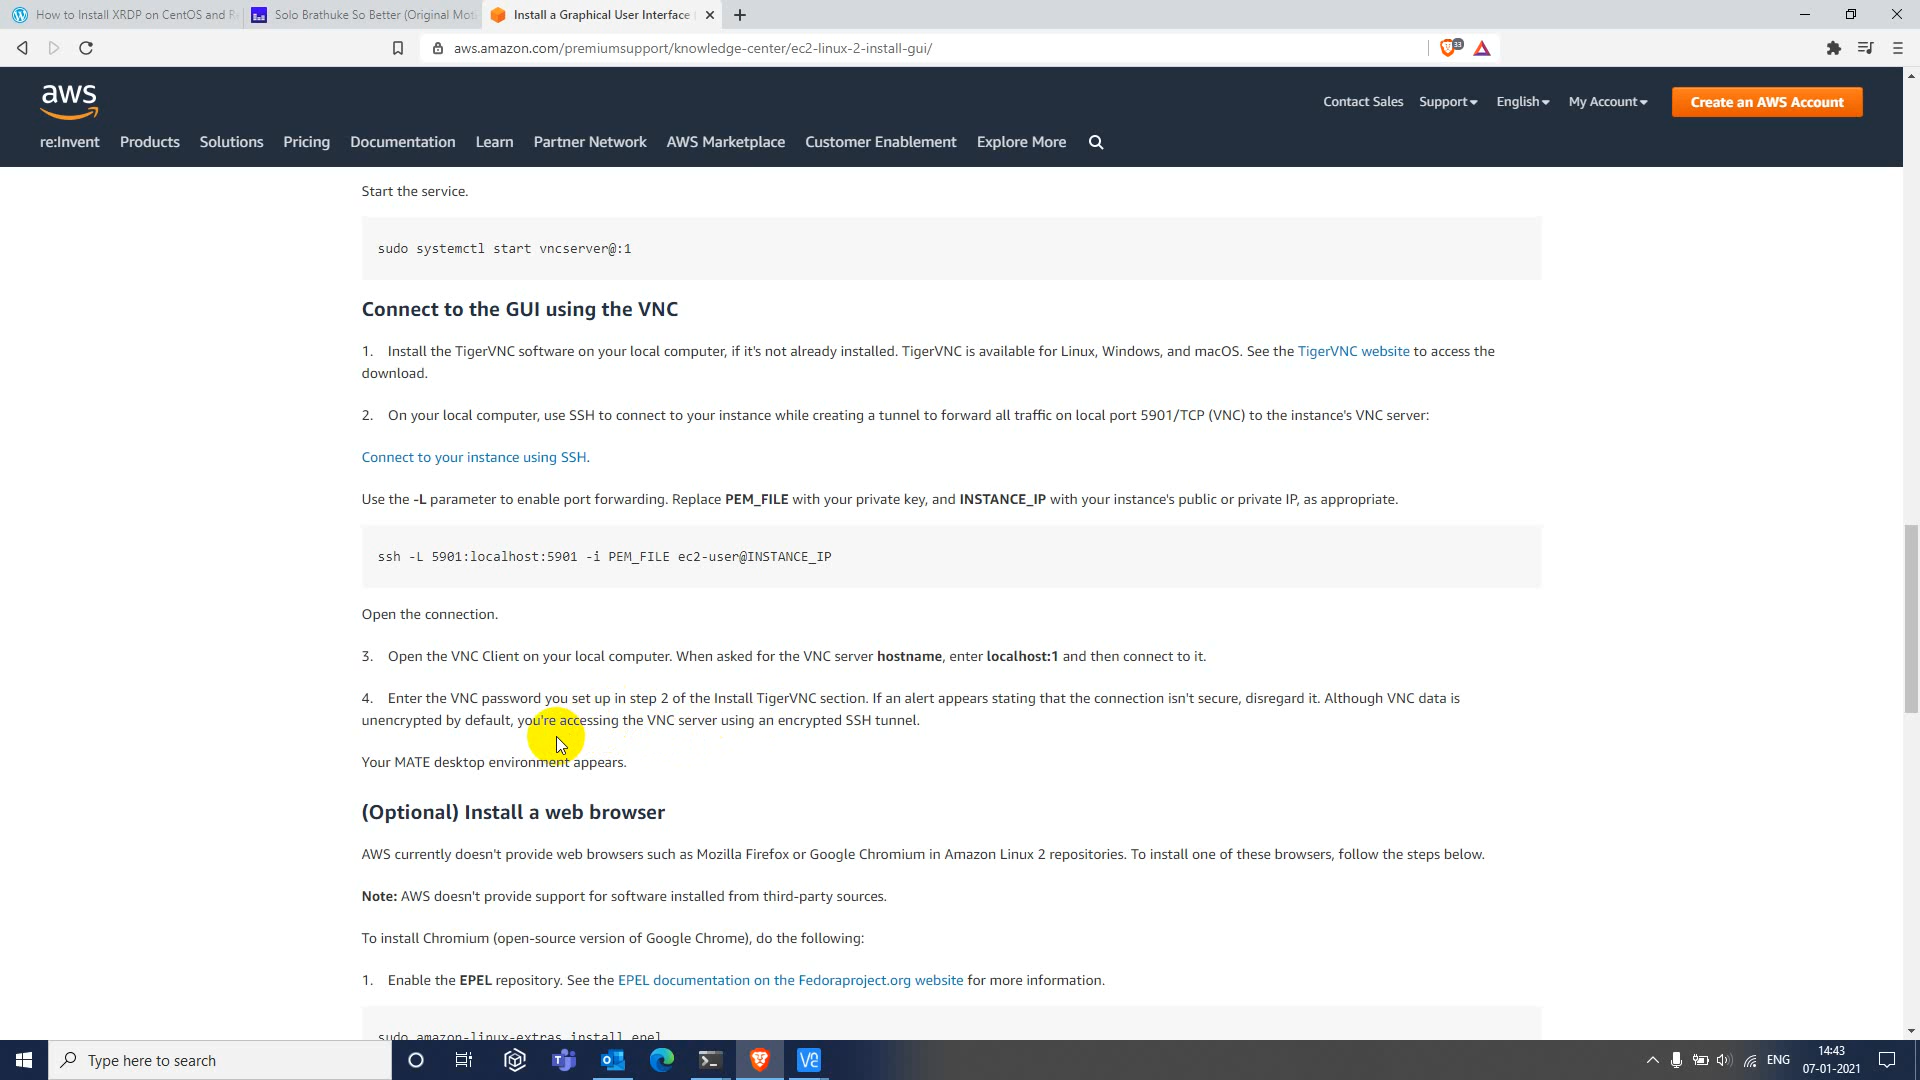 How to Install XRDP on CentOS and R
Solo Brathuke So Better (Original Mot
Install a Graphical User Interface
aws.amazon.com/premiumsupport/knowledge-center/ec2-linux-2-install-gui/
33
aws
Contact Sales Support English My Account Create an AWS Account
re:Invent Products Solutions Pricing Documentation Learn Partner Network AWS Marketplace Customer Enablement Explore More
Start the service.
sudo systemctl start vncserver@:1
Connect to the GUI using the VNC
1. Install the TigerVNC software on your local computer, if it's not already installed. TigerVNC is available for Linux, Windows, and macOS. See the TigerVNC website to access the
download.
2. On your local computer, use SSH to connect to your instance while creating a tunnel to forward all traffic on local port 5901/TCP (VNC) to the instance's VNC server:
Connect to your instance using SSH.
Use the -L parameter to enable port forwarding. Replace PEM_FILE with your private key, and INSTANCE_IP with your instance's public or private IP, as appropriate.
ssh -L 5901:localhost:5901 -i PEM_FILE ec2-user@INSTANCE_IP
Open the connection.
3. Open the VNC Client on your local computer. When asked for the VNC server hostname, enter localhost:1 and then connect to it.
4. Enter the VNC password you set up in step 2 of the Install TigerVNC section. If an alert appears stating that the connection isn't secure, disregard it. Although VNC data is
unencrypted by default, you're accessing the VNC server using an encrypted SSH tunnel.
Your MATE desktop environment appears.
(Optional) Install a web browser
AWS currently doesn't provide web browsers such as Mozilla Firefox or Google Chromium in Amazon Linux 2 repositories. To install one of these browsers, follow the steps below.
Note: AWS doesn't provide support for software installed from third-party sources.
To install Chromium (open-source version of Google Chrome), do the following:
1. Enable the EPEL repository. See the EPEL documentation on the Fedoraproject.org website for more information.
sudo amazon-linux-extras install epel
Type here to search
ENG
14:43
07-01-2021